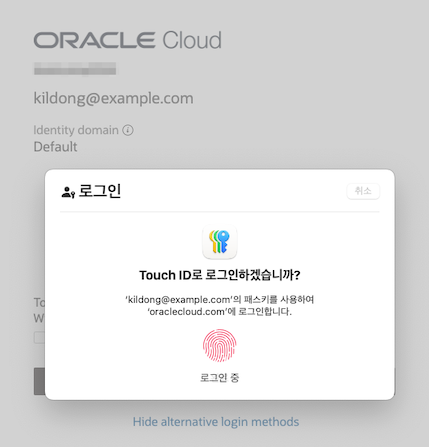 ORACLE Cloud
kildong@example.com
Identity domain
Default
로그인
취소
Touch ID로 로그인하겠습니까?
‘kildong@example.com’의 패스키를 사용하여
‘oraclecloud.com’에 로그인합니다.
로그인 중
Hide alternative login methods